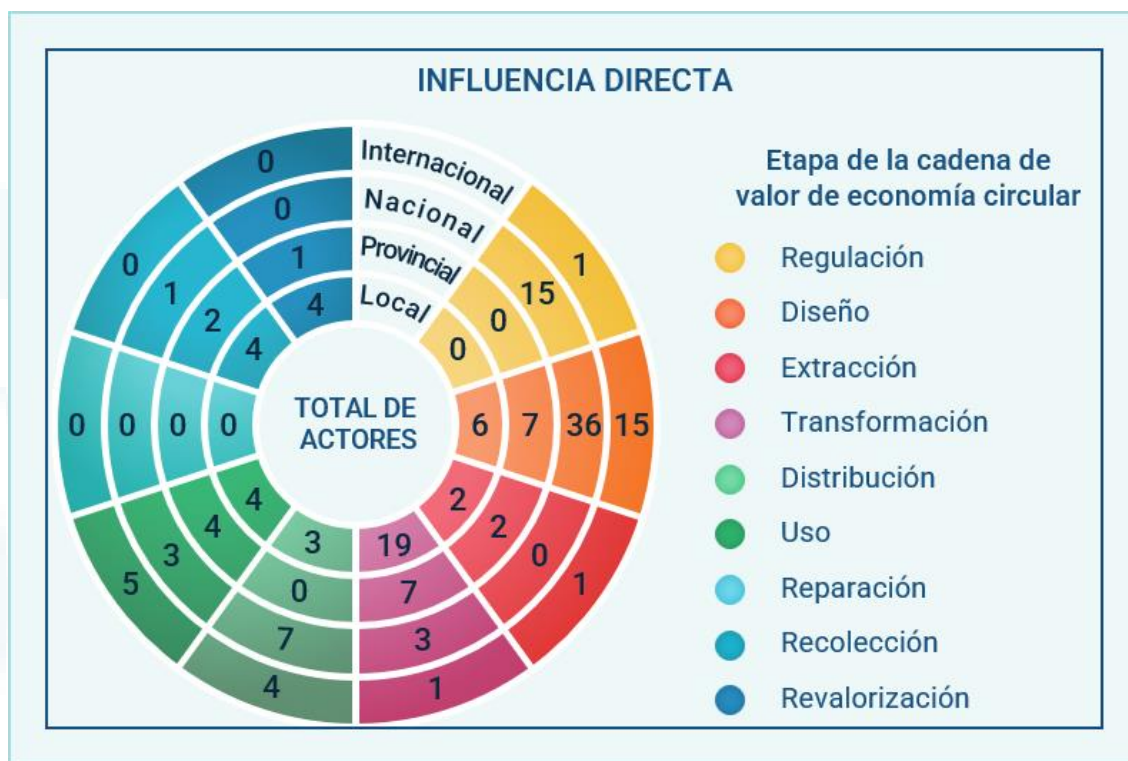 INFLUENCIA DIRECTA
Internacional
Nacional
Provincial
Local
1
15
0
0
6
7
36
15
2
2
0
1
19
7
3
1
3
0
7
4
4
4
3
5
0
0
0
0
4
2
1
0
4
1
0
0
TOTAL DE
ACTORES
Etapa de la cadena de
valor de economía circular
Regulación
Diseño
Extracción
Transformación
Distribución
Uso
Reparación
Recolección
Revalorización